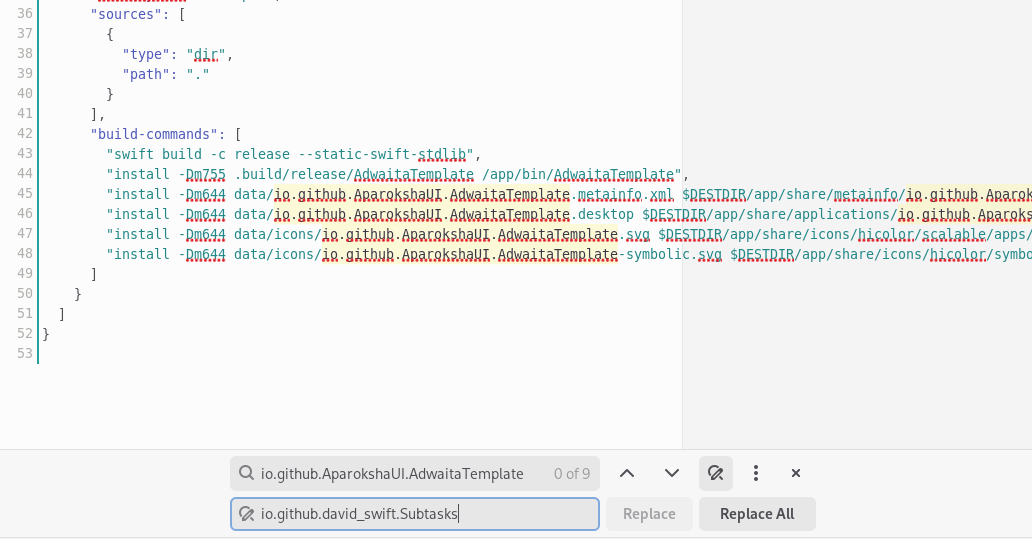 36 "sources": [
37 {
38 "type": "dir",
39 "path": "."
40 }
41 ],
42 "build-commands": [
43 "swift build -c release --static-swift-stdlib",
44 "install -Dm755 .build/release/AdwaitaTemplate /app/bin/AdwaitaTemplate",
45 "install -Dm644 data/io.github.AparokshaUI.AdwaitaTemplate.metainfo.xml $DESTDIR/app/share/metainfo/io.github.Aparok
46 "install -Dm644 data/io.github.AparokshaUI.AdwaitaTemplate.desktop $DESTDIR/app/share/applications/io.github.Aparoks
47 "install -Dm644 data/icons/io.github.AparokshaUI.AdwaitaTemplate.svg $DESTDIR/app/share/icons/hicolor/scalable/apps/
48 "install -Dm644 data/icons/io.github.AparokshaUI.AdwaitaTemplate-symbolic.svg $DESTDIR/app/share/icons/hicolor/symbo
49 ]
50 }
51 ]
52 }
53
io.github.AparokshaUI.AdwaitaTemplate 0 of 9
io.github.david_swift.Subtasks Replace Replace All